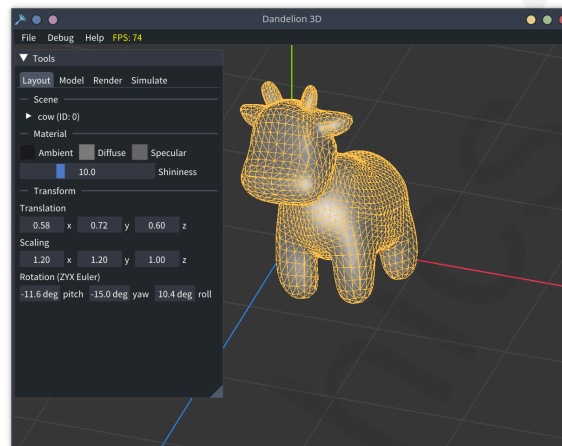 Dandelion 3D
File Debug Help FPS: 74
Tools
Layout Model Render Simulate
Scene
cow (ID: 0)
Material
Ambient Diffuse Specular
10.0 Shininess
Transform
Translation
0.58 x 0.72 y 0.60 z
Scaling
1.20 x 1.20 y 1.00 z
Rotation (ZYX Euler)
-11.6 deg pitch -15.0 deg yaw 10.4 deg roll